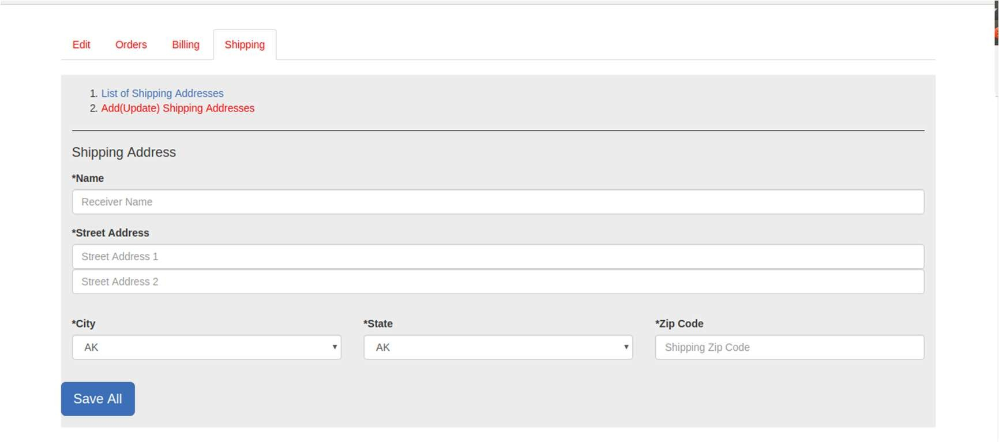 Edit Orders Billing Shipping
1. List of Shipping Addresses
2. Add(Update) Shipping Addresses
Shipping Address
*Name
Receiver Name
*Street Address
Street Address 1
Street Address 2
*City *State *Zip Code
AK AK Shipping Zip Code
Save All